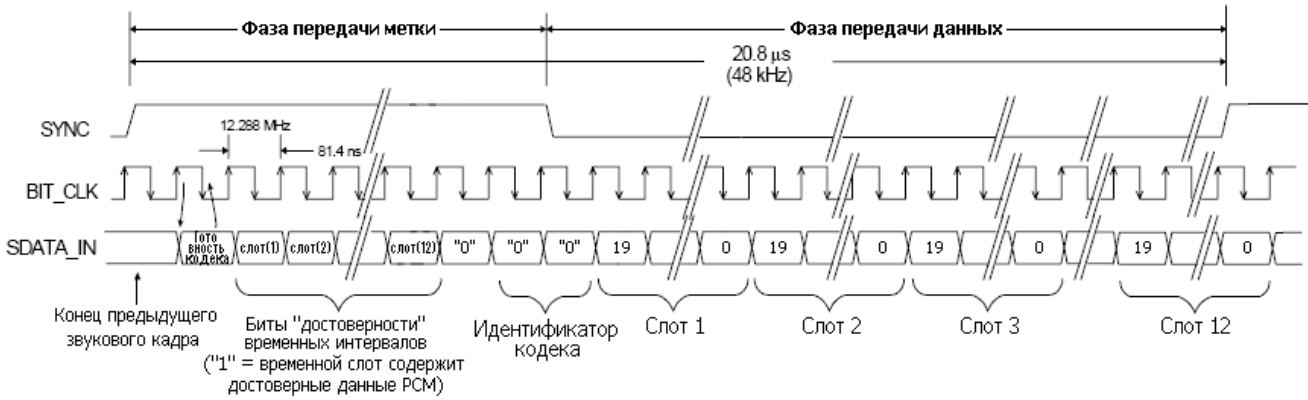 Фаза передачи метки
Фаза передачи данных
20.8 µs
(48 kHz)
SYNC
12.288 MHz
81.4 ns
BIT_CLK
SDATA_IN
Гото
вность
кодека
слот(1) слот(2) слот(12) "0" "0" "0" 19 0 19 0 19 0 19 0
Конец предыдущего
звукового кадра
Биты "достоверности"
временных интервалов
("1" = временной слот содержит
достоверные данные PCM)
Идентификатор
кодека
Слот 1
Слот 2
Слот 3
Слот 12